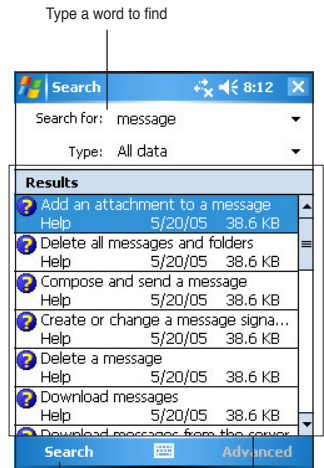 Type a word to find
Search 8:12
Search for: message
Type: All data
Results
Add an attachment to a message
Help 5/20/05 38.6 KB
Delete all messages and folders
Help 5/20/05 38.6 KB
Compose and send a message
Help 5/20/05 38.6 KB
Create or change a message signa...
Help 5/20/05 38.6 KB
Delete a message
Help 5/20/05 38.6 KB
Download messages
Help 5/20/05 38.6 KB
Download messages from the server
Search Advanced